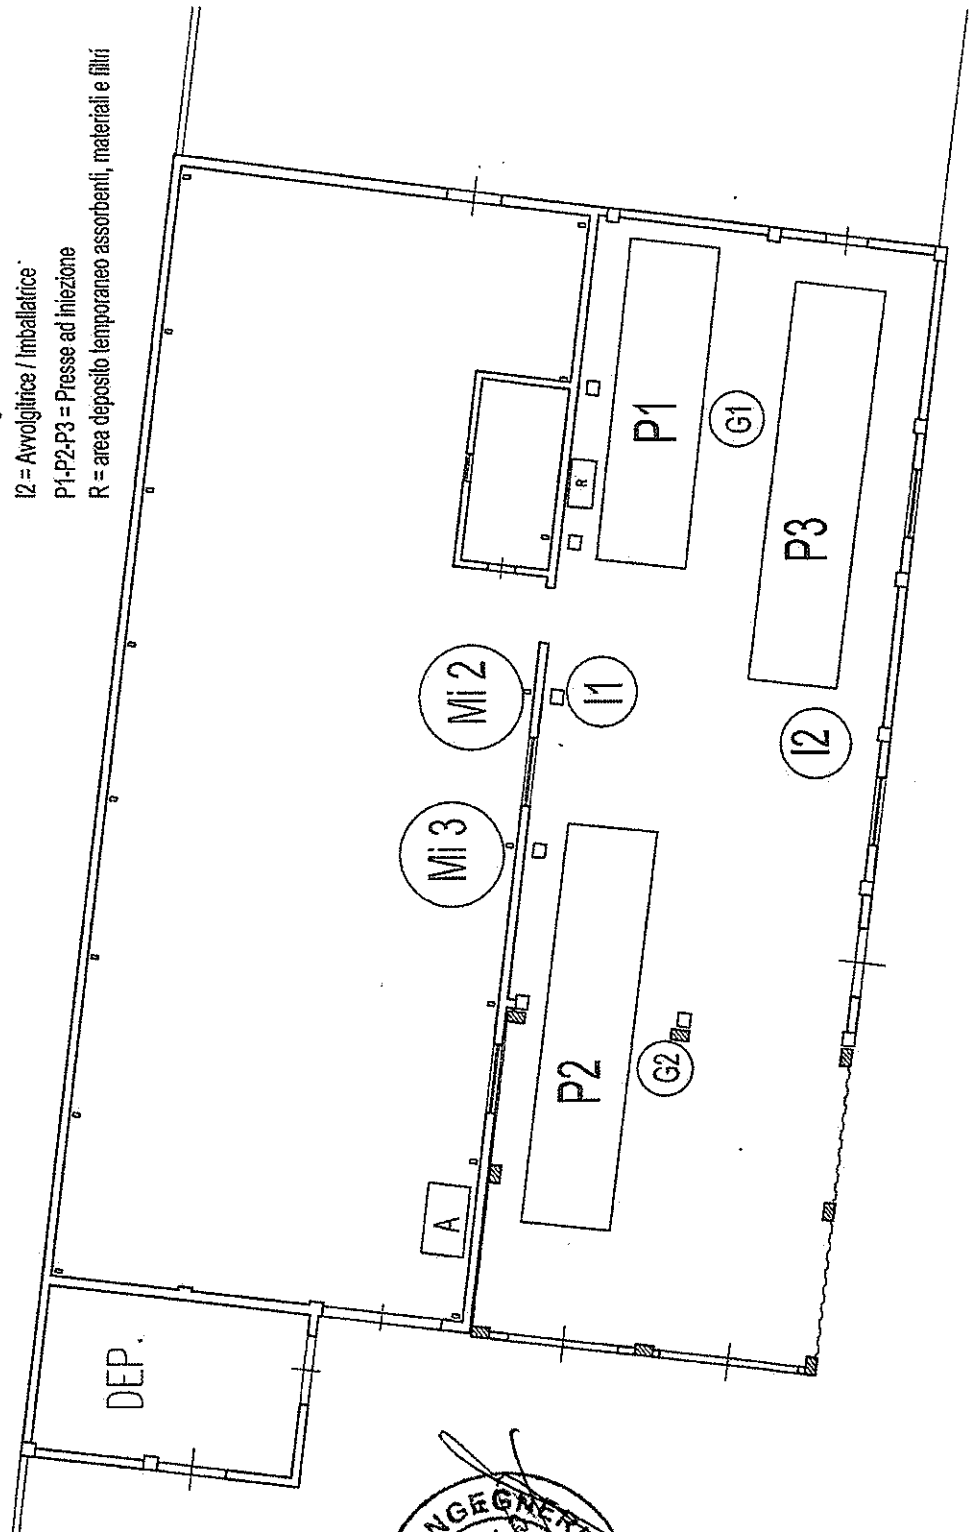 I2 = Avvolgitrice / Imballatrice
P1-P2-P3 = Presse ad iniezione
R = area deposito temporaneo assorbenti, materiali e filtri
P1
R
G1
P3
Mi 2
I1
I2
Mi 3
P2
G2
A
DEP.